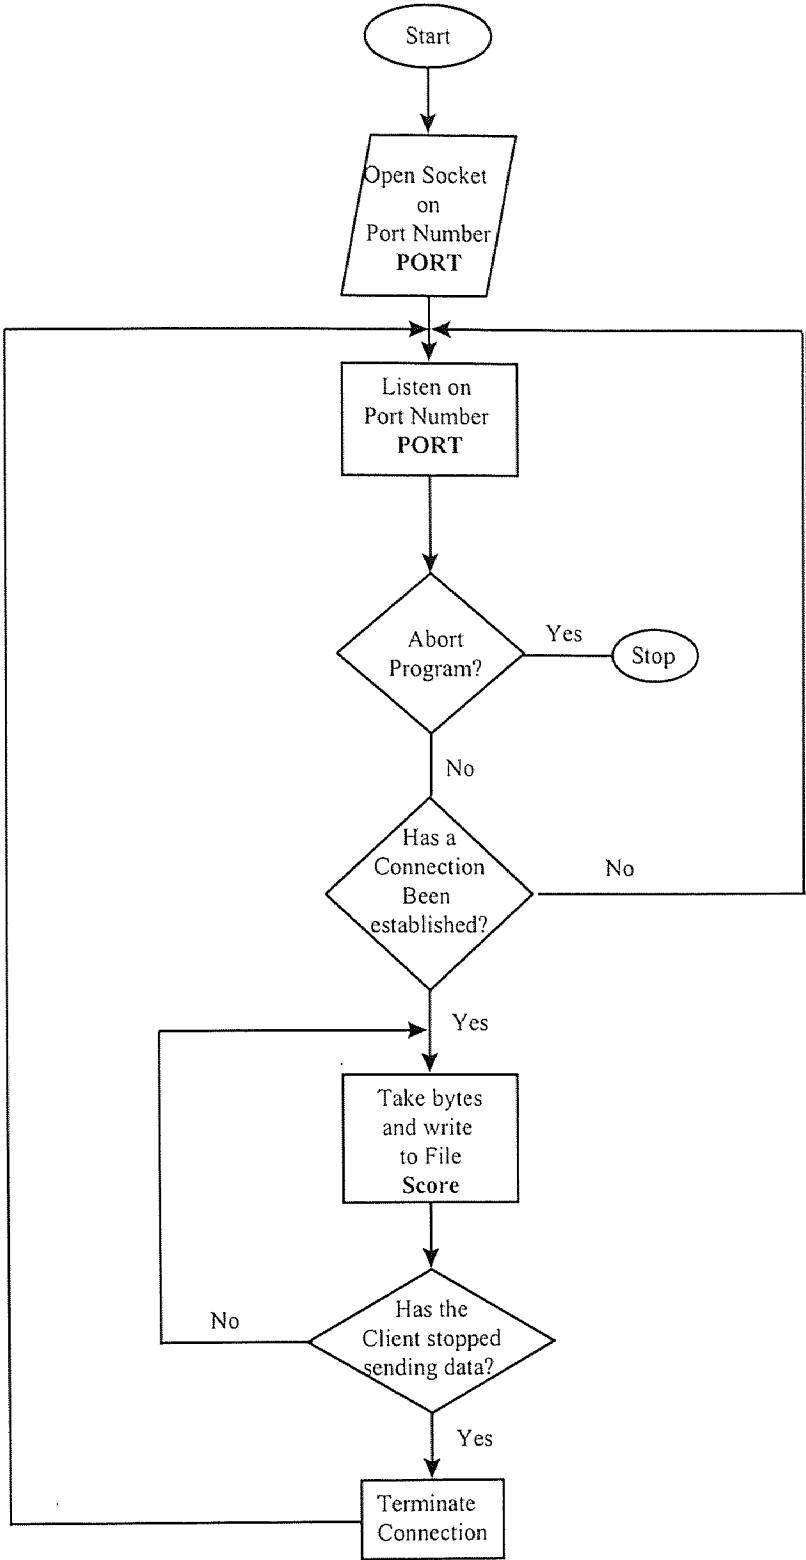 Start
Open Socket
on
Port Number
PORT
Listen on
Port Number
PORT
Abort
Program?
Yes
Stop
No
Has a
Connection
Been
established?
No
Yes
Take bytes
and write
to File
Score
Has the
Client stopped
sending data?
No
Yes
Terminate
Connection